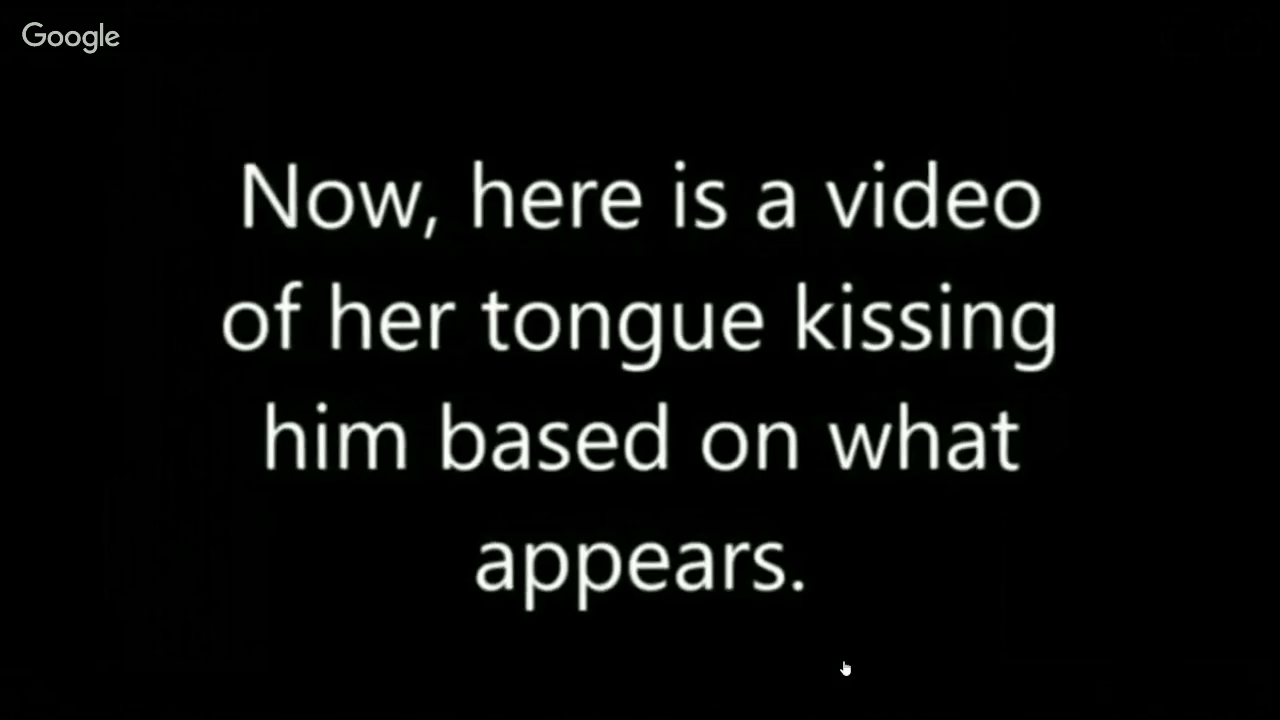 Google
Now, here is a video
of her tongue kissing
him based on what
appears.